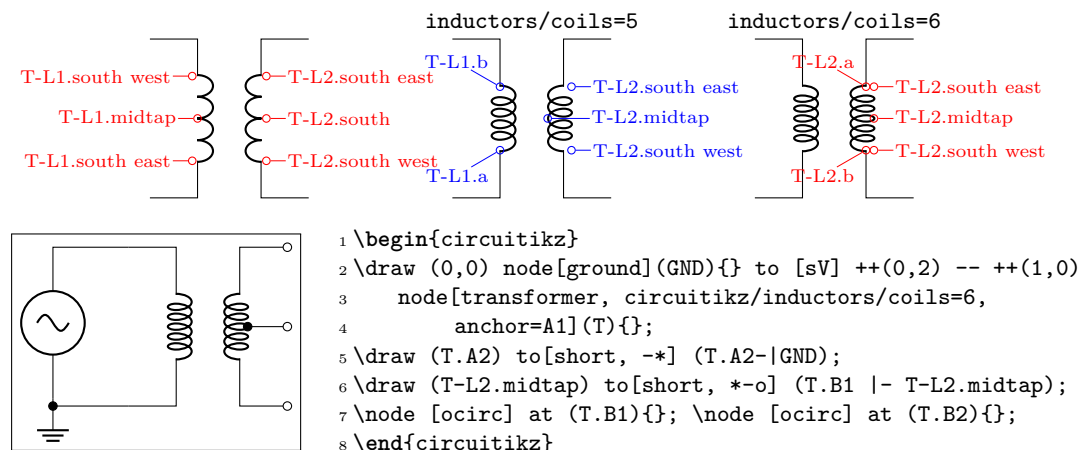 inductors/coils=5 inductors/coils=6
T-L1.south west T-L2.south east T-L1.b T-L2.south east T-L2.a T-L2.south east
T-L1.midtap T-L2.south T-L2.midtap T-L2.midtap
T-L1.south east T-L2.south west T-L1.a T-L2.south west T-L2.b T-L2.south west
1 \begin{circuitikz}
2 \draw (0,0) node[ground](GND){} to [sV] ++(0,2) -- ++(1,0)
3 node[transformer, circuitikz/inductors/coils=6,
4 anchor=A1](T){};
5 \draw (T.A2) to[short, -*] (T.A2-|GND);
6 \draw (T-L2.midtap) to[short, *-o] (T.B1 |- T-L2.midtap);
7 \node [ocirc] at (T.B1){}; \node [ocirc] at (T.B2){};
8 \end{circuitikz}